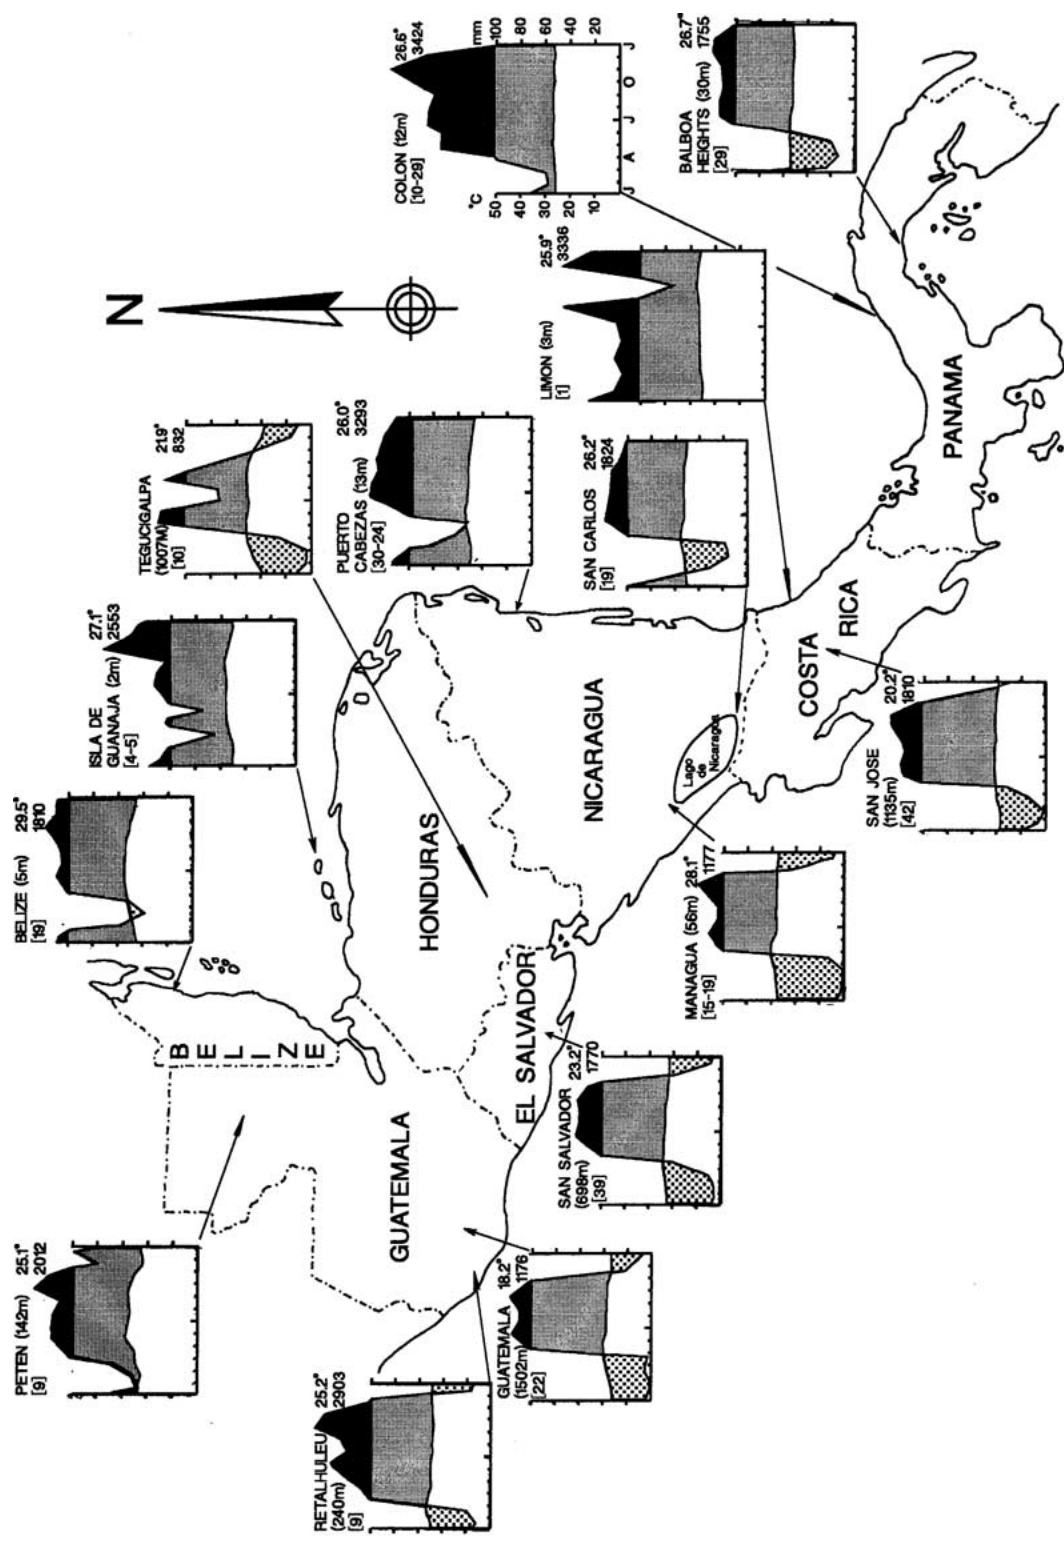 N
PETEN (142m) 25.1°
[9] 2012
BELIZE (5m) 29.5°
[19] 1810
ISLA DE 27.1°
GUANAJA (2m) 2553
[4-5]
TEGUCIGALPA 21.9°
(1007M) 832
[10]
PUERTO 26.0°
CABEZAS (13m) 3293
[30-24]
COLON (12m) 26.6°
[10-29] 3424
°C mm
50 100
40 80
30 60
20 40
10 20
J A J O J
LIMON (3m) 25.9°
[1] 3336
SAN CARLOS 26.2°
[19] 1824
BALBOA 26.7°
HEIGHTS (30m) 1755
[29]
RETALHULEU 25.2°
(240m) 2903
[9]
GUATEMALA 18.2°
(1502m) 1176
[22]
SAN SALVADOR 23.2°
(698m) 1770
[39]
MANAGUA (56m) 28.1°
[15-19] 1177
SAN JOSE 20.2°
(1135m) 1810
[42]
BELIZE
GUATEMALA
HONDURAS
EL SALVADOR
NICARAGUA
Lago
de
Nicaragua
COSTA
RICA
PANAMA